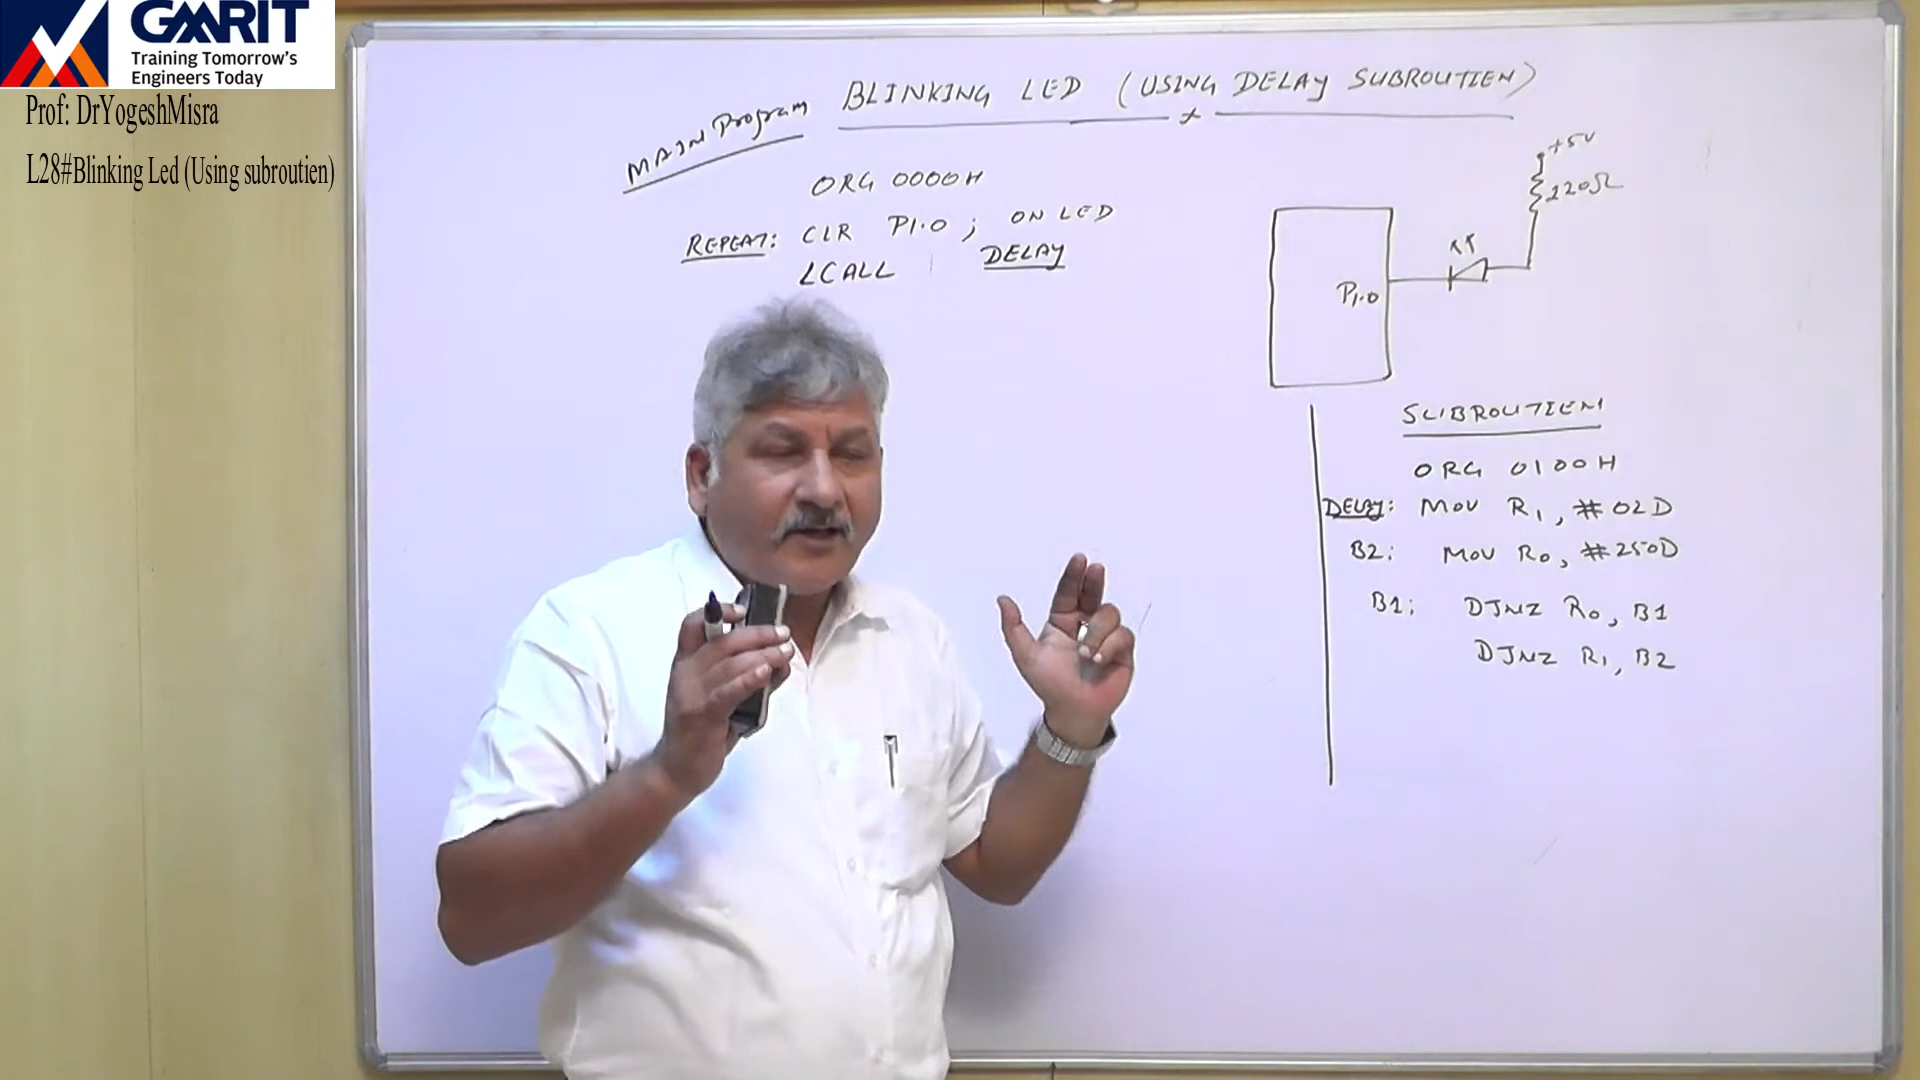 GMRIT
Training Tomorrow's
Engineers Today
Prof: DrYogeshMisra
L28#Blinking Led (Using subroutien)
BLINKING LED (USING DELAY SUBROUTIEN)
MAIN Program
ORG 0000H
REPEAT: CLR P1.0 ; ON LED
LCALL DELAY
+5V
220Ω
P1.0
SUBROUTIEN
ORG 0100H
DELAY: MOV R1, #02D
B2: MOV R0, #250D
B1: DJNZ R0, B1
DJNZ R1, B2